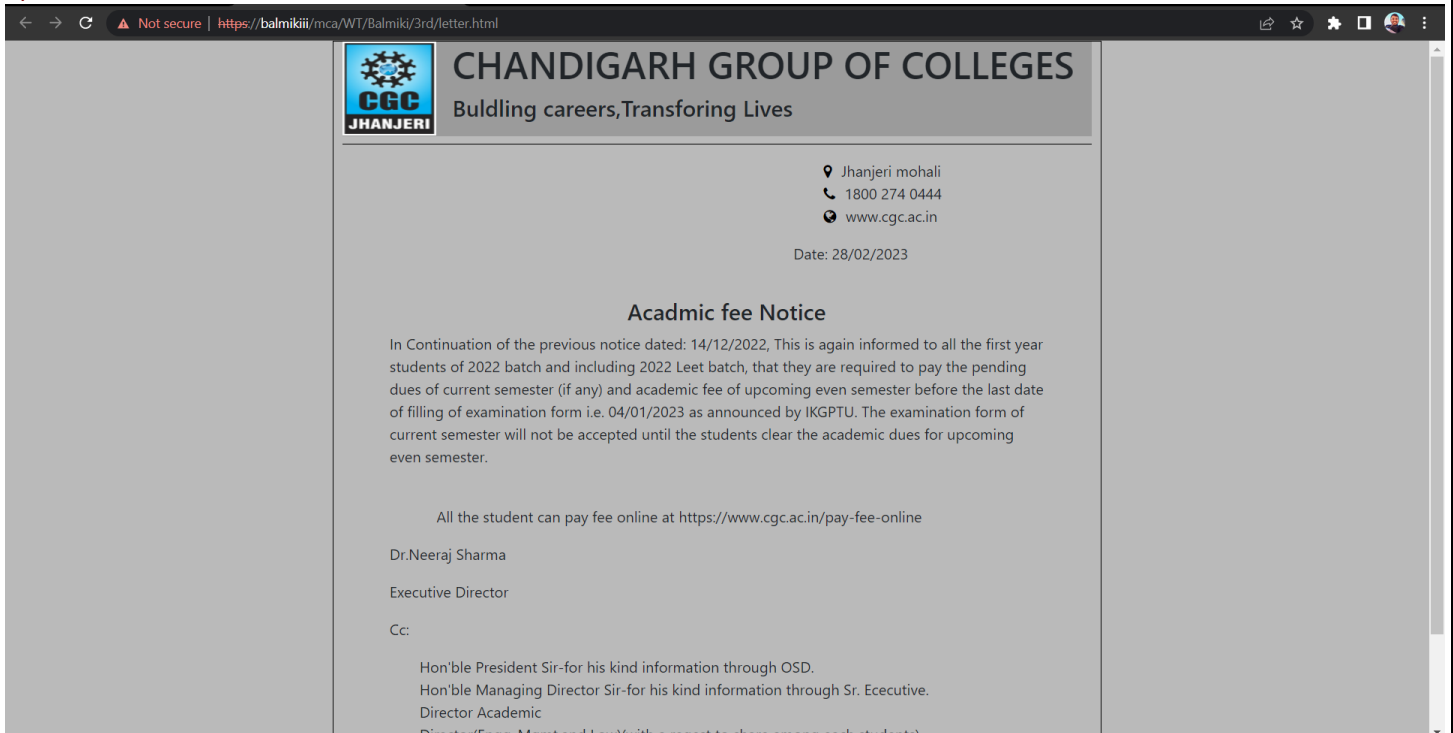 Not secure | https://balmikiii/mca/WT/Balmiki/3rd/letter.html
CGC
JHANJERI
CHANDIGARH GROUP OF COLLEGES
Buldling careers,Transforing Lives
Jhanjeri mohali
1800 274 0444
www.cgc.ac.in
Date: 28/02/2023
Acadmic fee Notice
In Continuation of the previous notice dated: 14/12/2022, This is again informed to all the first year
students of 2022 batch and including 2022 Leet batch, that they are required to pay the pending
dues of current semester (if any) and academic fee of upcoming even semester before the last date
of filling of examination form i.e. 04/01/2023 as announced by IKGPTU. The examination form of
current semester will not be accepted until the students clear the academic dues for upcoming
even semester.
All the student can pay fee online at https://www.cgc.ac.in/pay-fee-online
Dr.Neeraj Sharma
Executive Director
Cc:
Hon'ble President Sir-for his kind information through OSD.
Hon'ble Managing Director Sir-for his kind information through Sr. Ececutive.
Director Academic